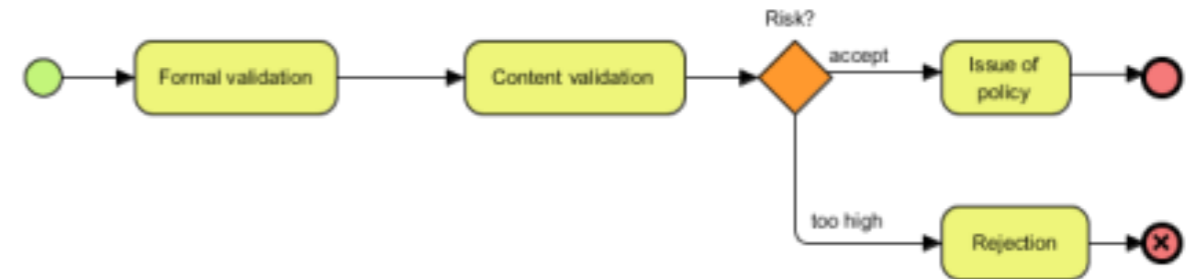 Risk?
Formal validation
Content validation
accept
Issue of
policy
too high
Rejection